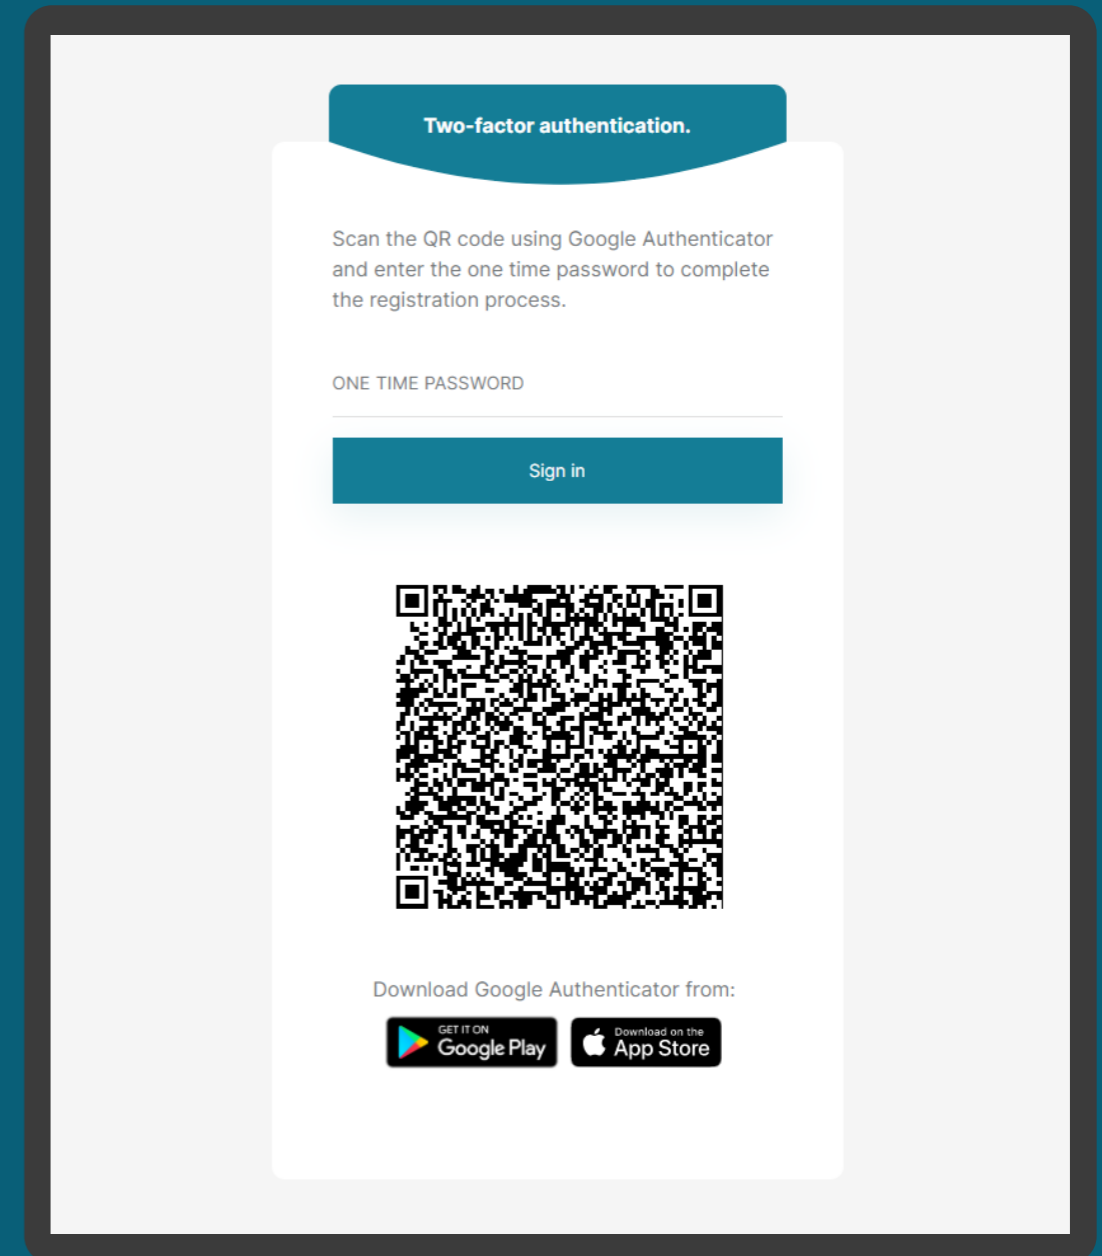 Two-factor authentication.
Scan the QR code using Google Authenticator
and enter the one time password to complete
the registration process.
ONE TIME PASSWORD
Sign in
Download Google Authenticator from:
GET IT ON
Google Play
Download on the
App Store